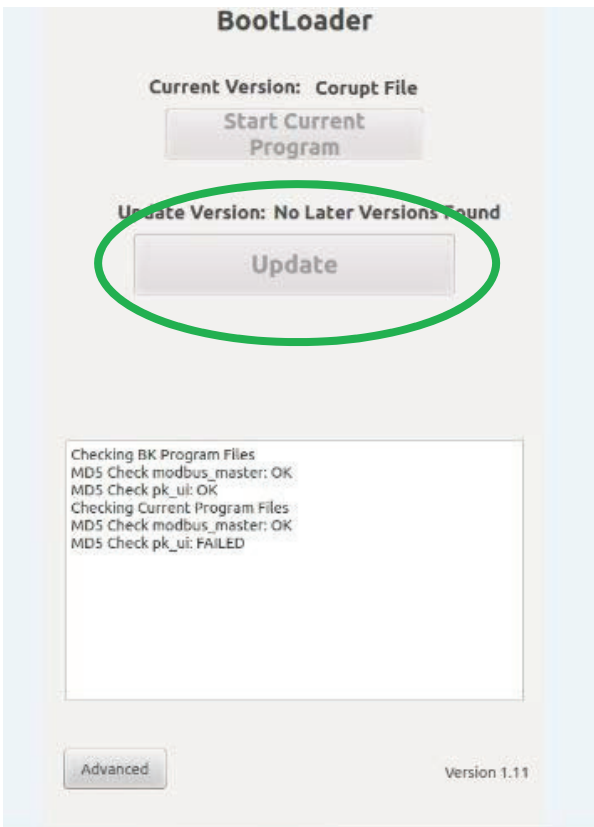 BootLoader
Current Version: Corupt File
Start Current
Program
Update Version: No Later Versions Found
Update
Checking BK Program Files
MD5 Check modbus_master: OK
MD5 Check pk_ui: OK
Checking Current Program Files
MD5 Check modbus_master: OK
MD5 Check pk_ui: FAILED
Advanced
Version 1.11